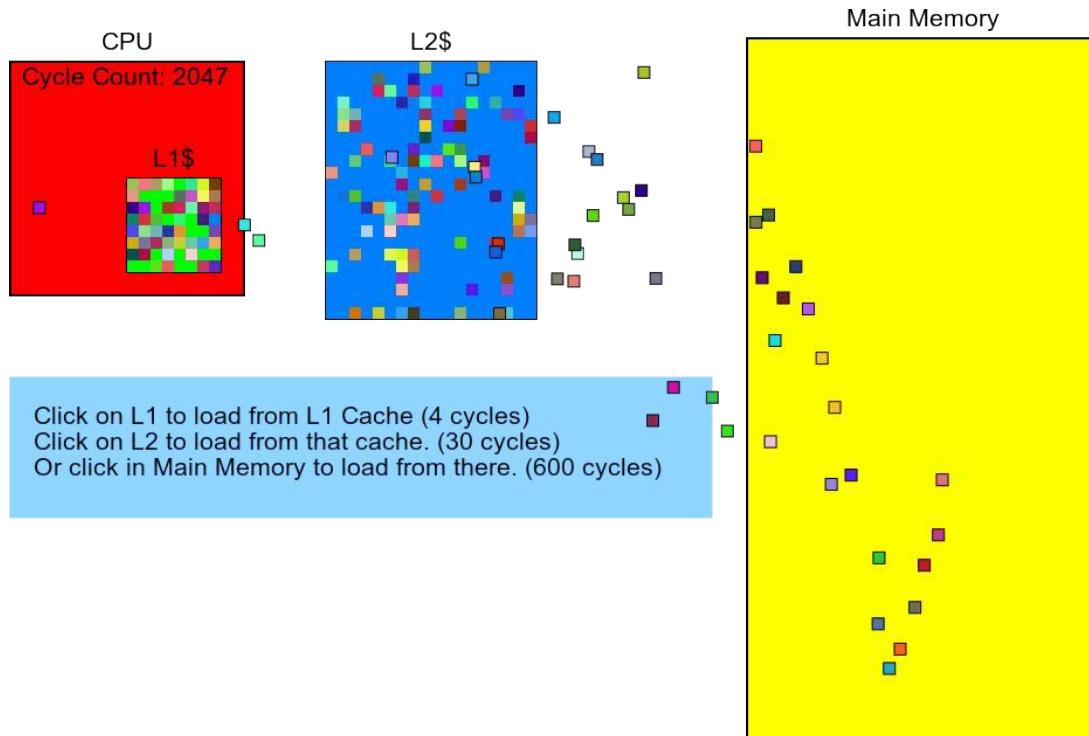 Main Memory
CPU
L2$
Cycle Count: 2047
L1$
Click on L1 to load from L1 Cache (4 cycles)
Click on L2 to load from that cache. (30 cycles)
Or click in Main Memory to load from there. (600 cycles)